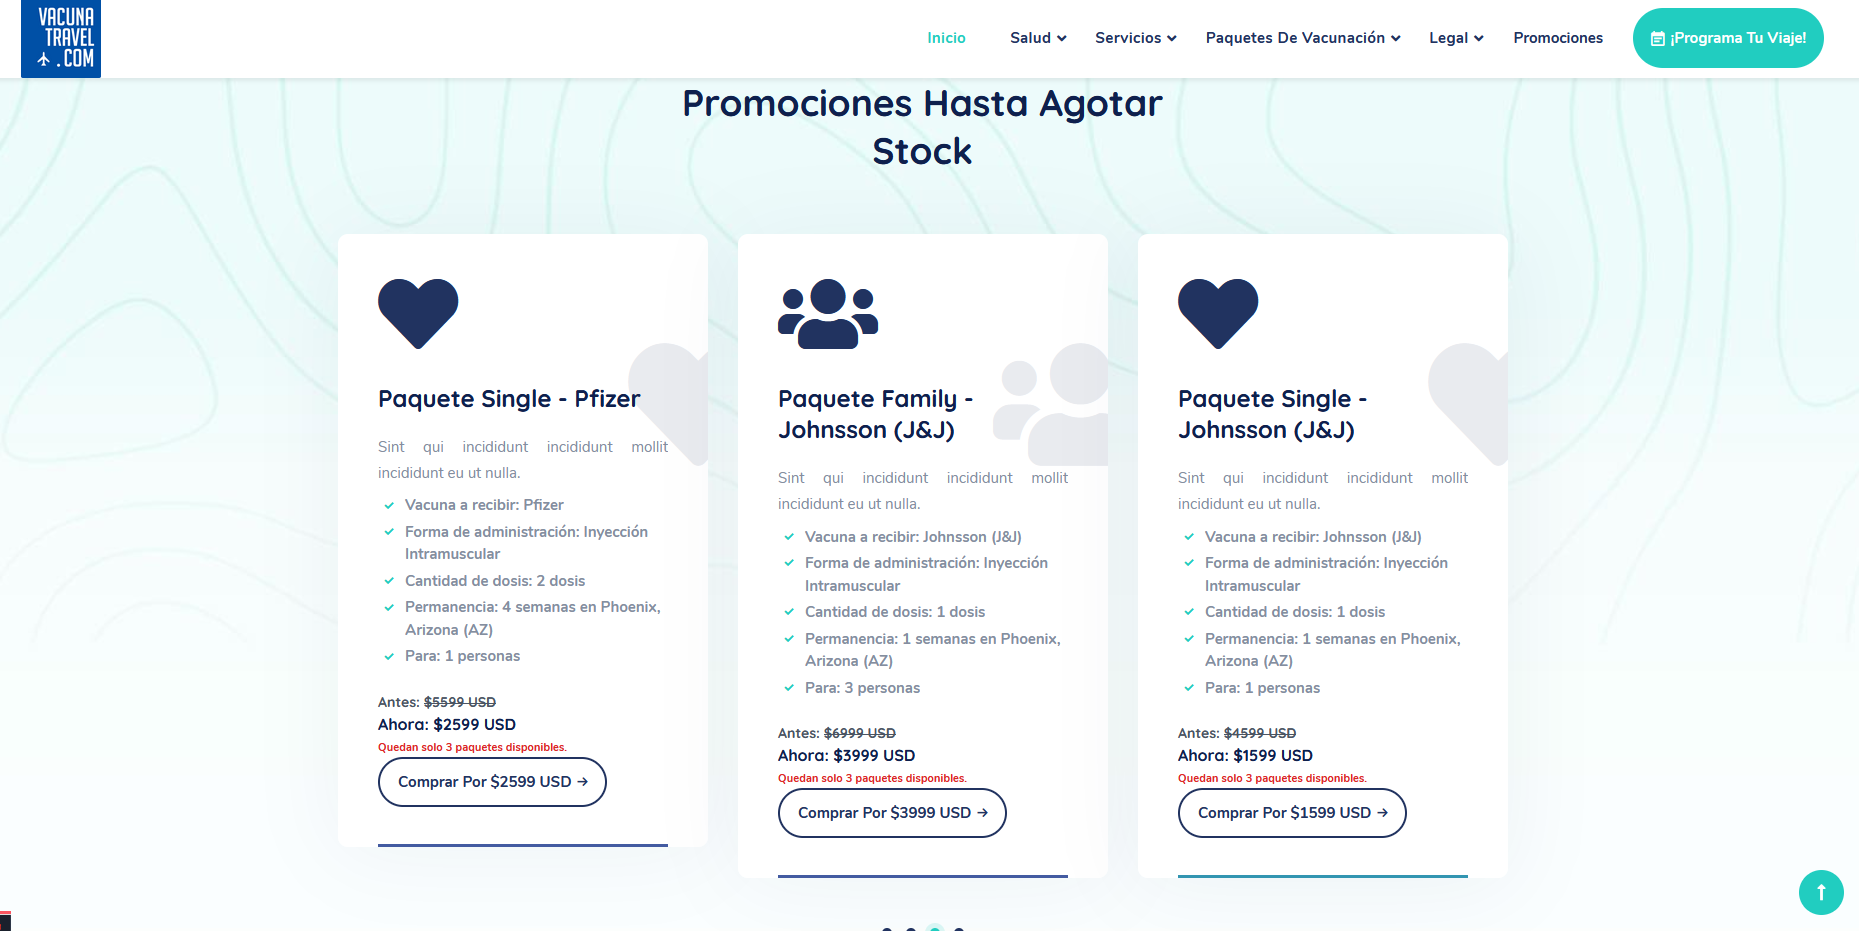 VACUNA
TRAVEL
.COM
Inicio
Salud
Servicios
Paquetes De Vacunación
Legal
Promociones
¡Programa Tu Viaje!
Promociones Hasta Agotar
Stock
Paquete Single - Pfizer
Sint qui incididunt incididunt mollit
incididunt eu ut nulla.
Vacuna a recibir: Pfizer
Forma de administración: Inyección
Intramuscular
Cantidad de dosis: 2 dosis
Permanencia: 4 semanas en Phoenix,
Arizona (AZ)
Para: 1 personas
Antes: $5599 USD
Ahora: $2599 USD
Quedan solo 3 paquetes disponibles.
Comprar Por $2599 USD →
Paquete Family -
Johnsson (J&J)
Sint qui incididunt incididunt mollit
incididunt eu ut nulla.
Vacuna a recibir: Johnsson (J&J)
Forma de administración: Inyección
Intramuscular
Cantidad de dosis: 1 dosis
Permanencia: 1 semanas en Phoenix,
Arizona (AZ)
Para: 3 personas
Antes: $6999 USD
Ahora: $3999 USD
Quedan solo 3 paquetes disponibles.
Comprar Por $3999 USD →
Paquete Single -
Johnsson (J&J)
Sint qui incididunt incididunt mollit
incididunt eu ut nulla.
Vacuna a recibir: Johnsson (J&J)
Forma de administración: Inyección
Intramuscular
Cantidad de dosis: 1 dosis
Permanencia: 1 semanas en Phoenix,
Arizona (AZ)
Para: 1 personas
Antes: $4599 USD
Ahora: $1599 USD
Quedan solo 3 paquetes disponibles.
Comprar Por $1599 USD →